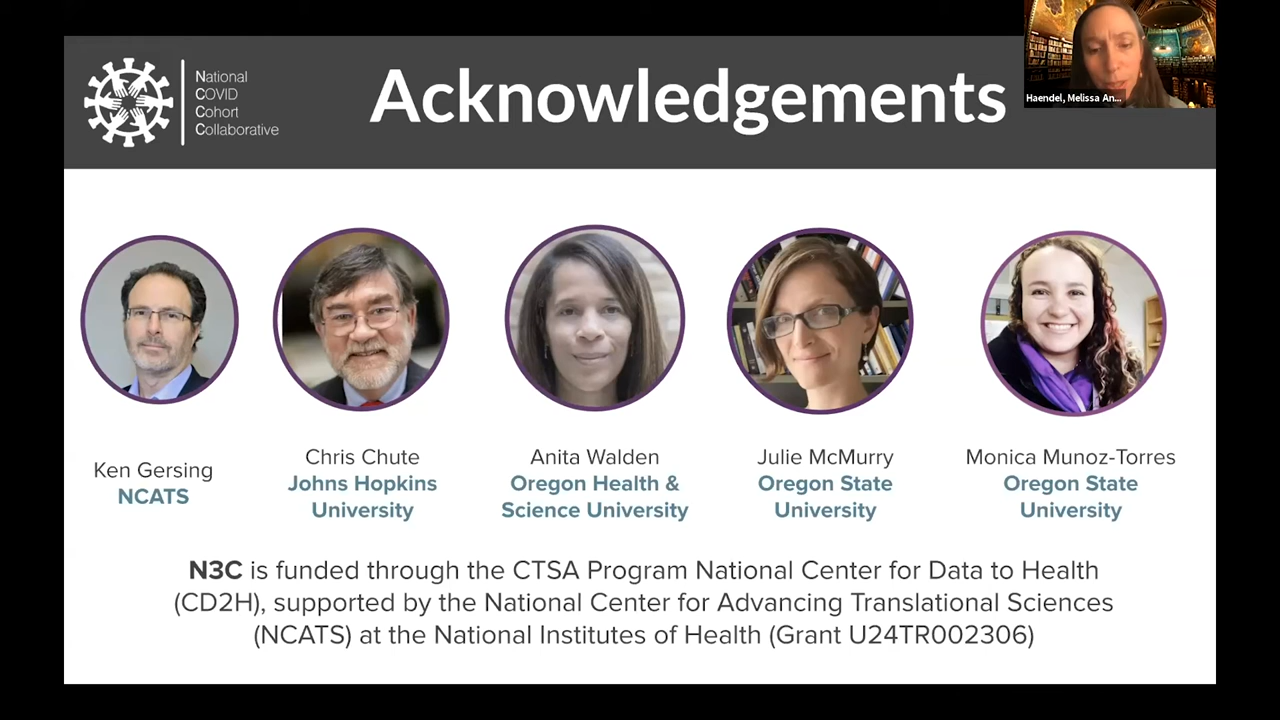 National
COVID
Cohort
Collaborative
Acknowledgements
Haendel, Melissa An...
Ken Gersing
NCATS
Chris Chute
Johns Hopkins
University
Anita Walden
Oregon Health &
Science University
Julie McMurry
Oregon State
University
Monica Munoz-Torres
Oregon State
University
N3C is funded through the CTSA Program National Center for Data to Health
(CD2H), supported by the National Center for Advancing Translational Sciences
(NCATS) at the National Institutes of Health (Grant U24TR002306)